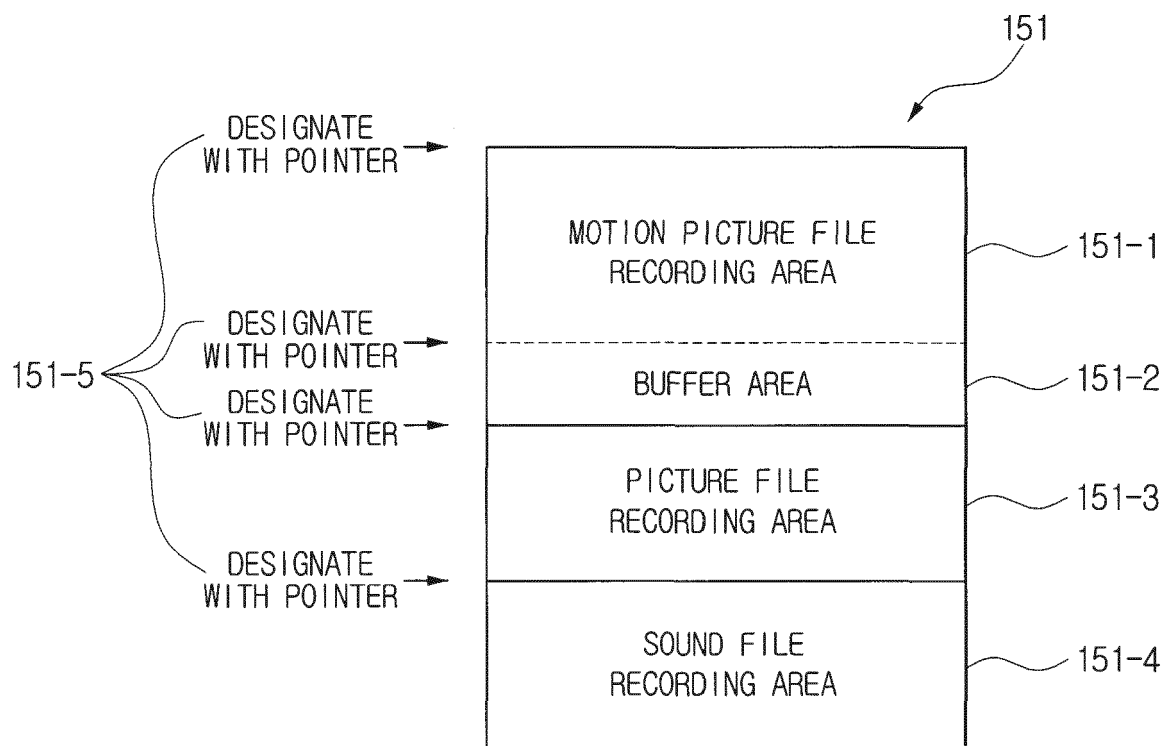 151
DESIGNATE
WITH POINTER
MOTION PICTURE FILE
RECORDING AREA
151-1
DESIGNATE
WITH POINTER
151-5
BUFFER AREA
151-2
DESIGNATE
WITH POINTER
PICTURE FILE
RECORDING AREA
151-3
DESIGNATE
WITH POINTER
SOUND FILE
RECORDING AREA
151-4